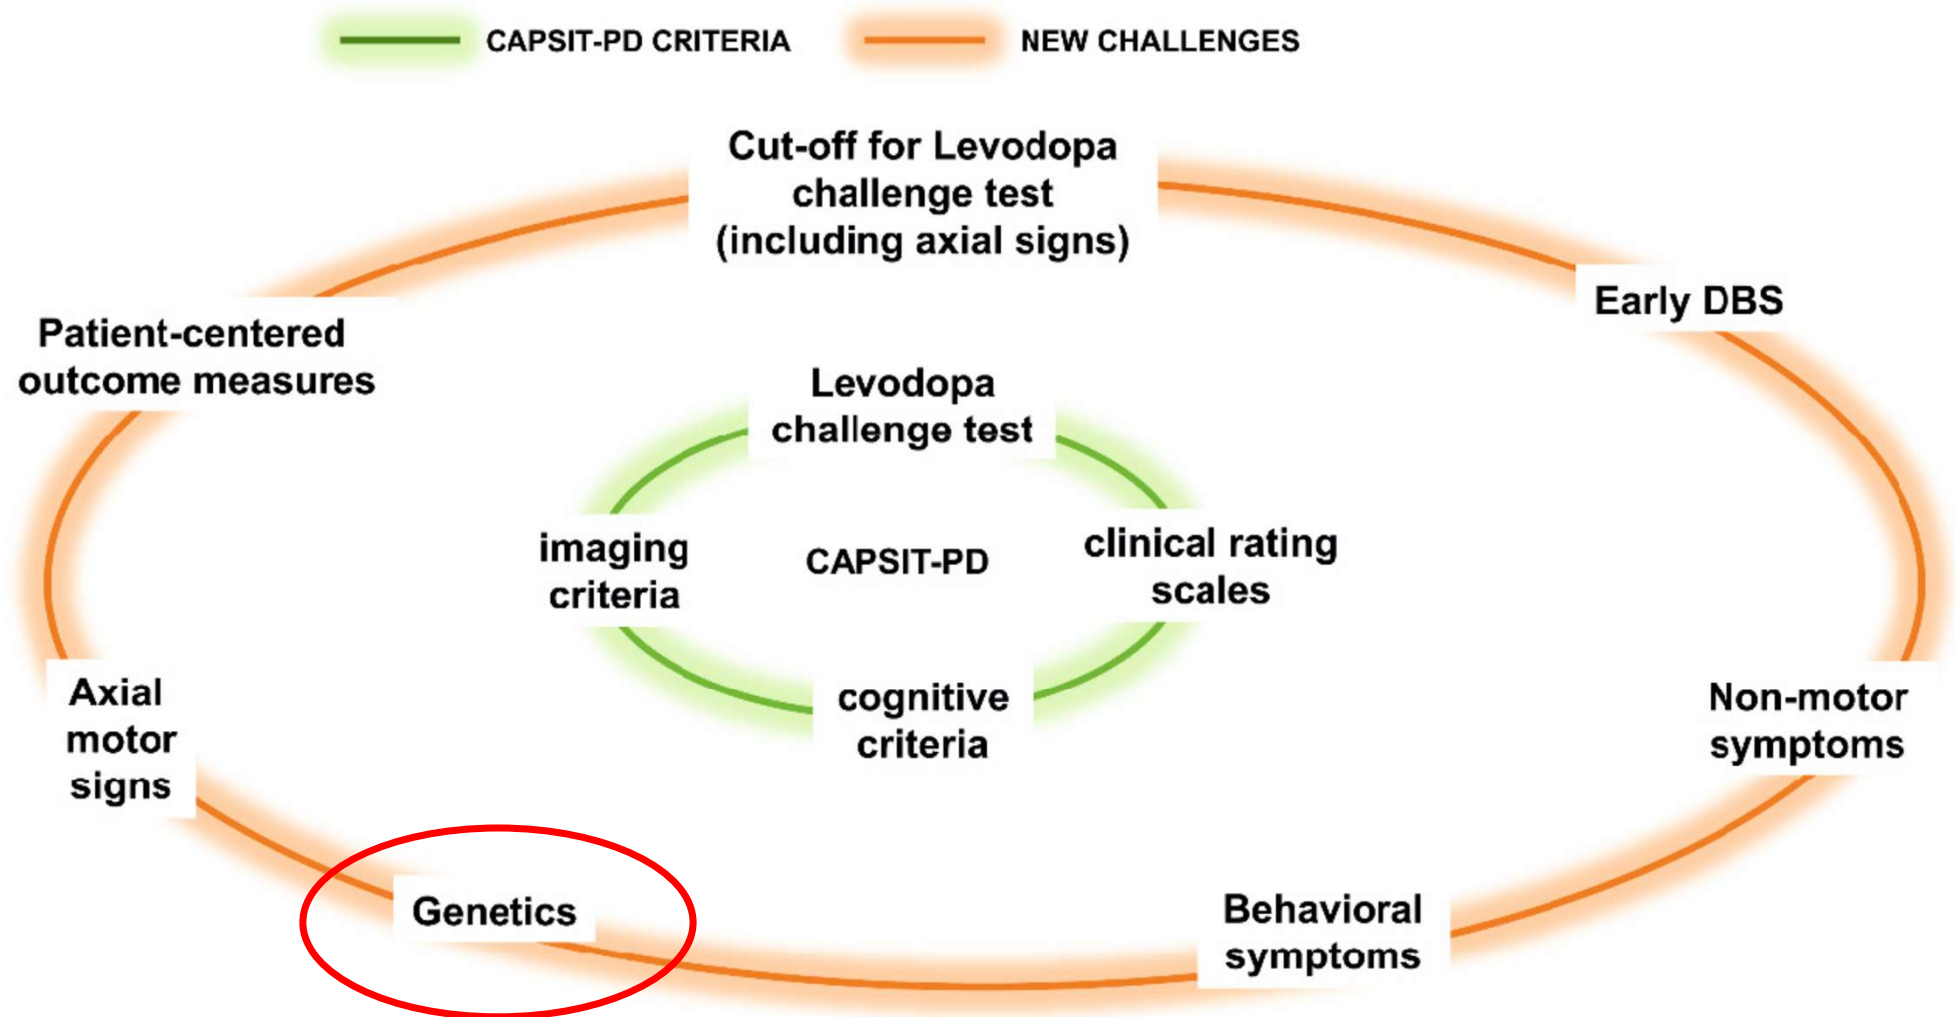 CAPSIT-PD CRITERIA
NEW CHALLENGES
Cut-off for Levodopa
challenge test
(including axial signs)
Early DBS
Patient-centered
outcome measures
Levodopa
challenge test
imaging
criteria
CAPSIT-PD
clinical rating
scales
cognitive
criteria
Axial
motor
signs
Non-motor
symptoms
Genetics
Behavioral
symptoms